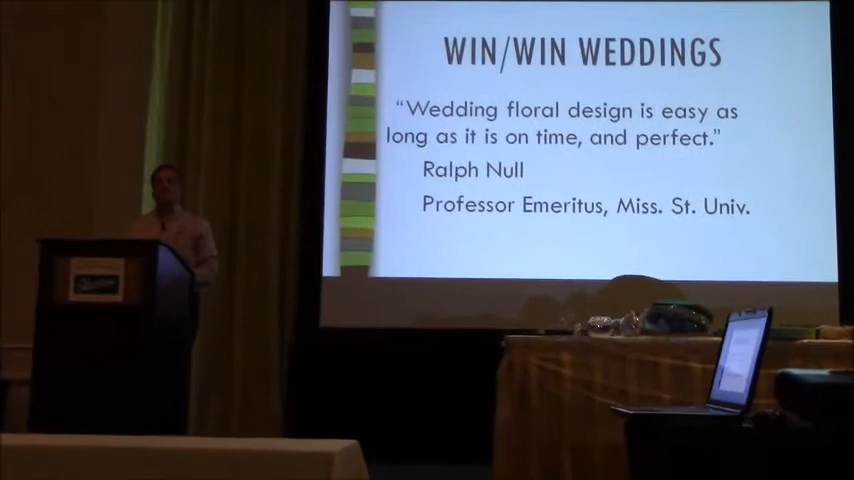 WIN/WIN WEDDINGS
"Wedding floral design is easy as
long as it is on time, and perfect."
Ralph Null
Professor Emeritus, Miss. St. Univ.